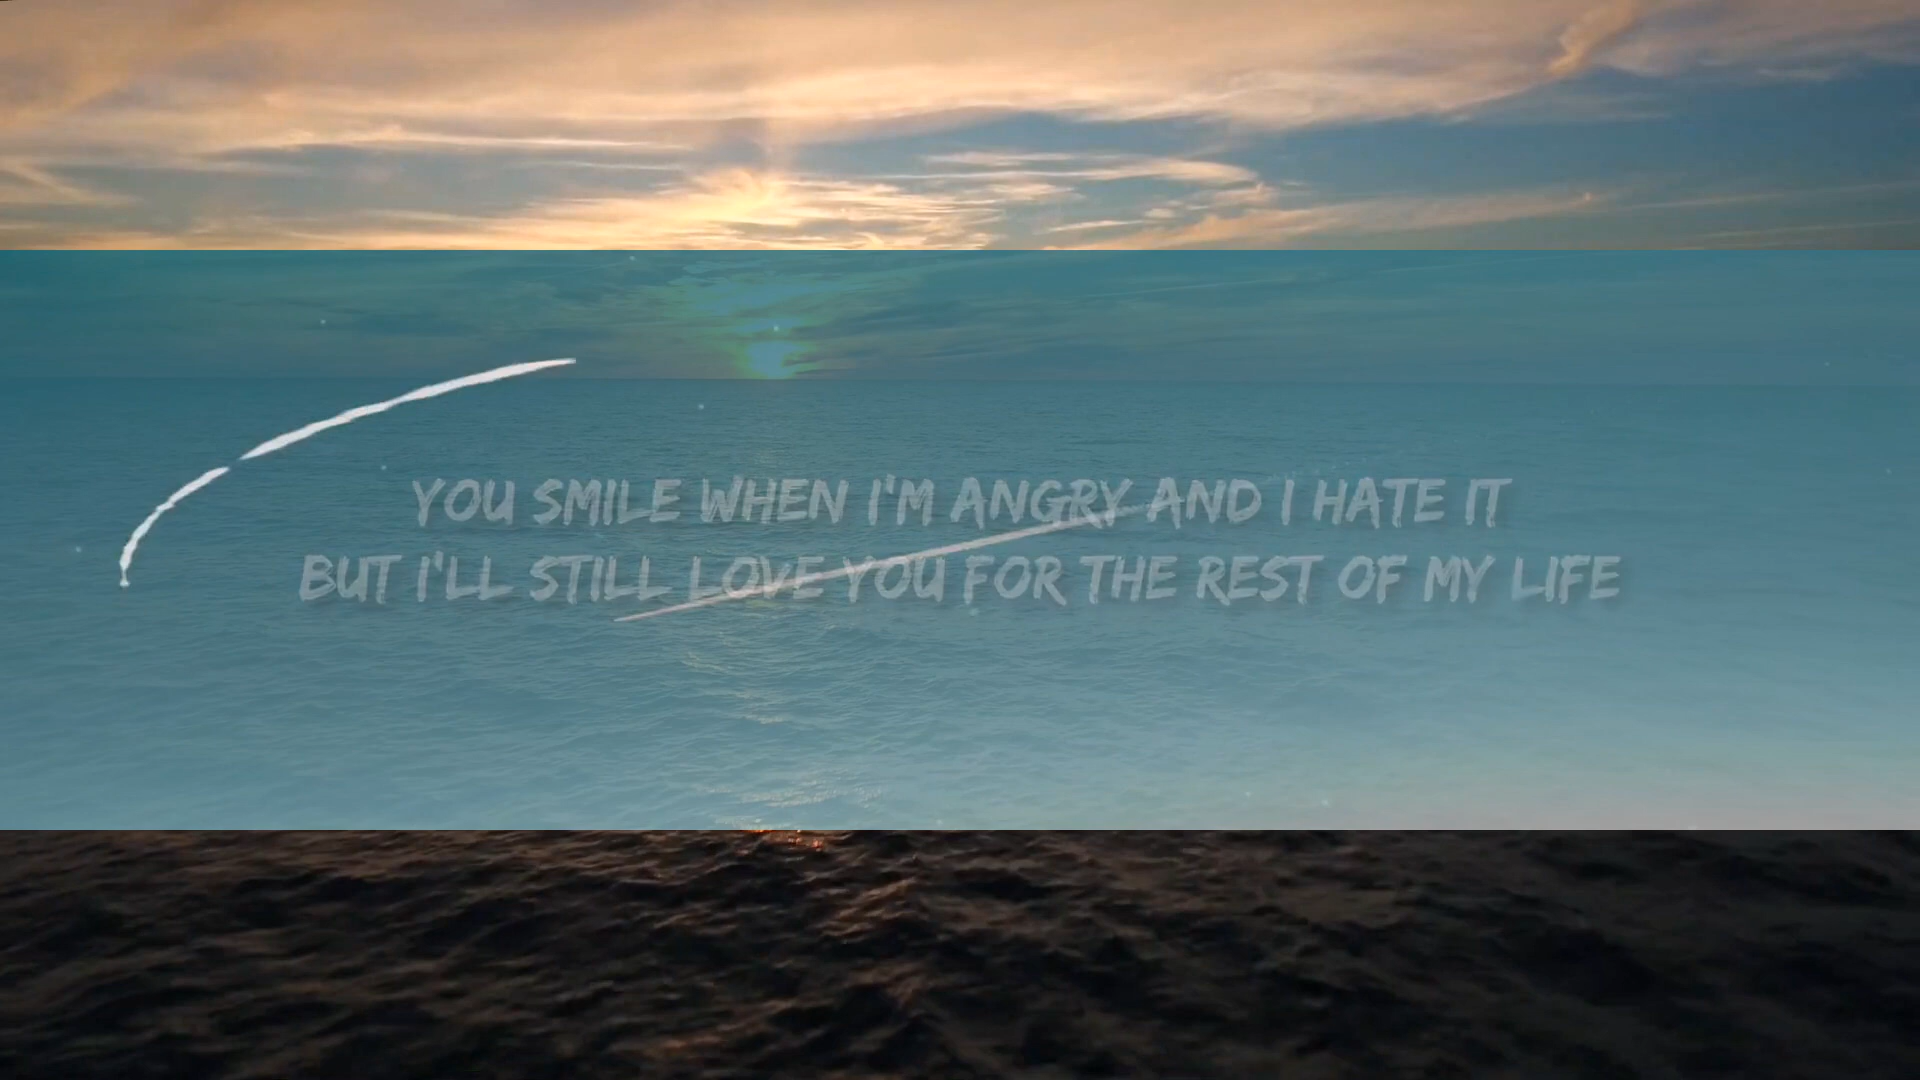 YOU SMILE WHEN I'M ANGRY AND I HATE IT
BUT I'LL STILL LOVE YOU FOR THE REST OF MY LIFE